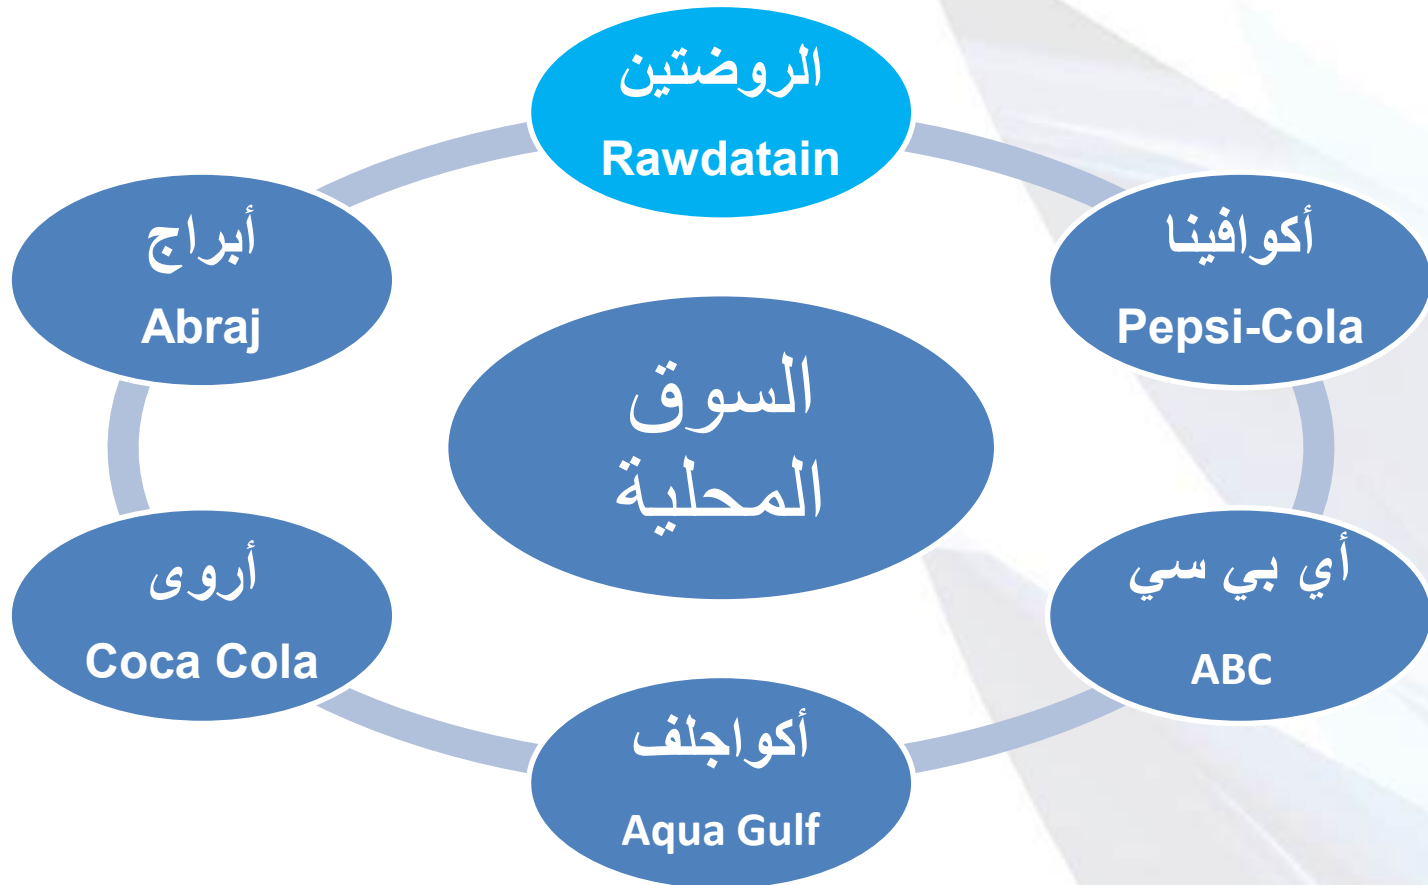 الروضتين
Rawdatain
أكوافينا
Pepsi-Cola
أي بي سي
ABC
أكواجلف
Aqua Gulf
أروى
Coca Cola
أبراج
Abraj
السوق
المحلية